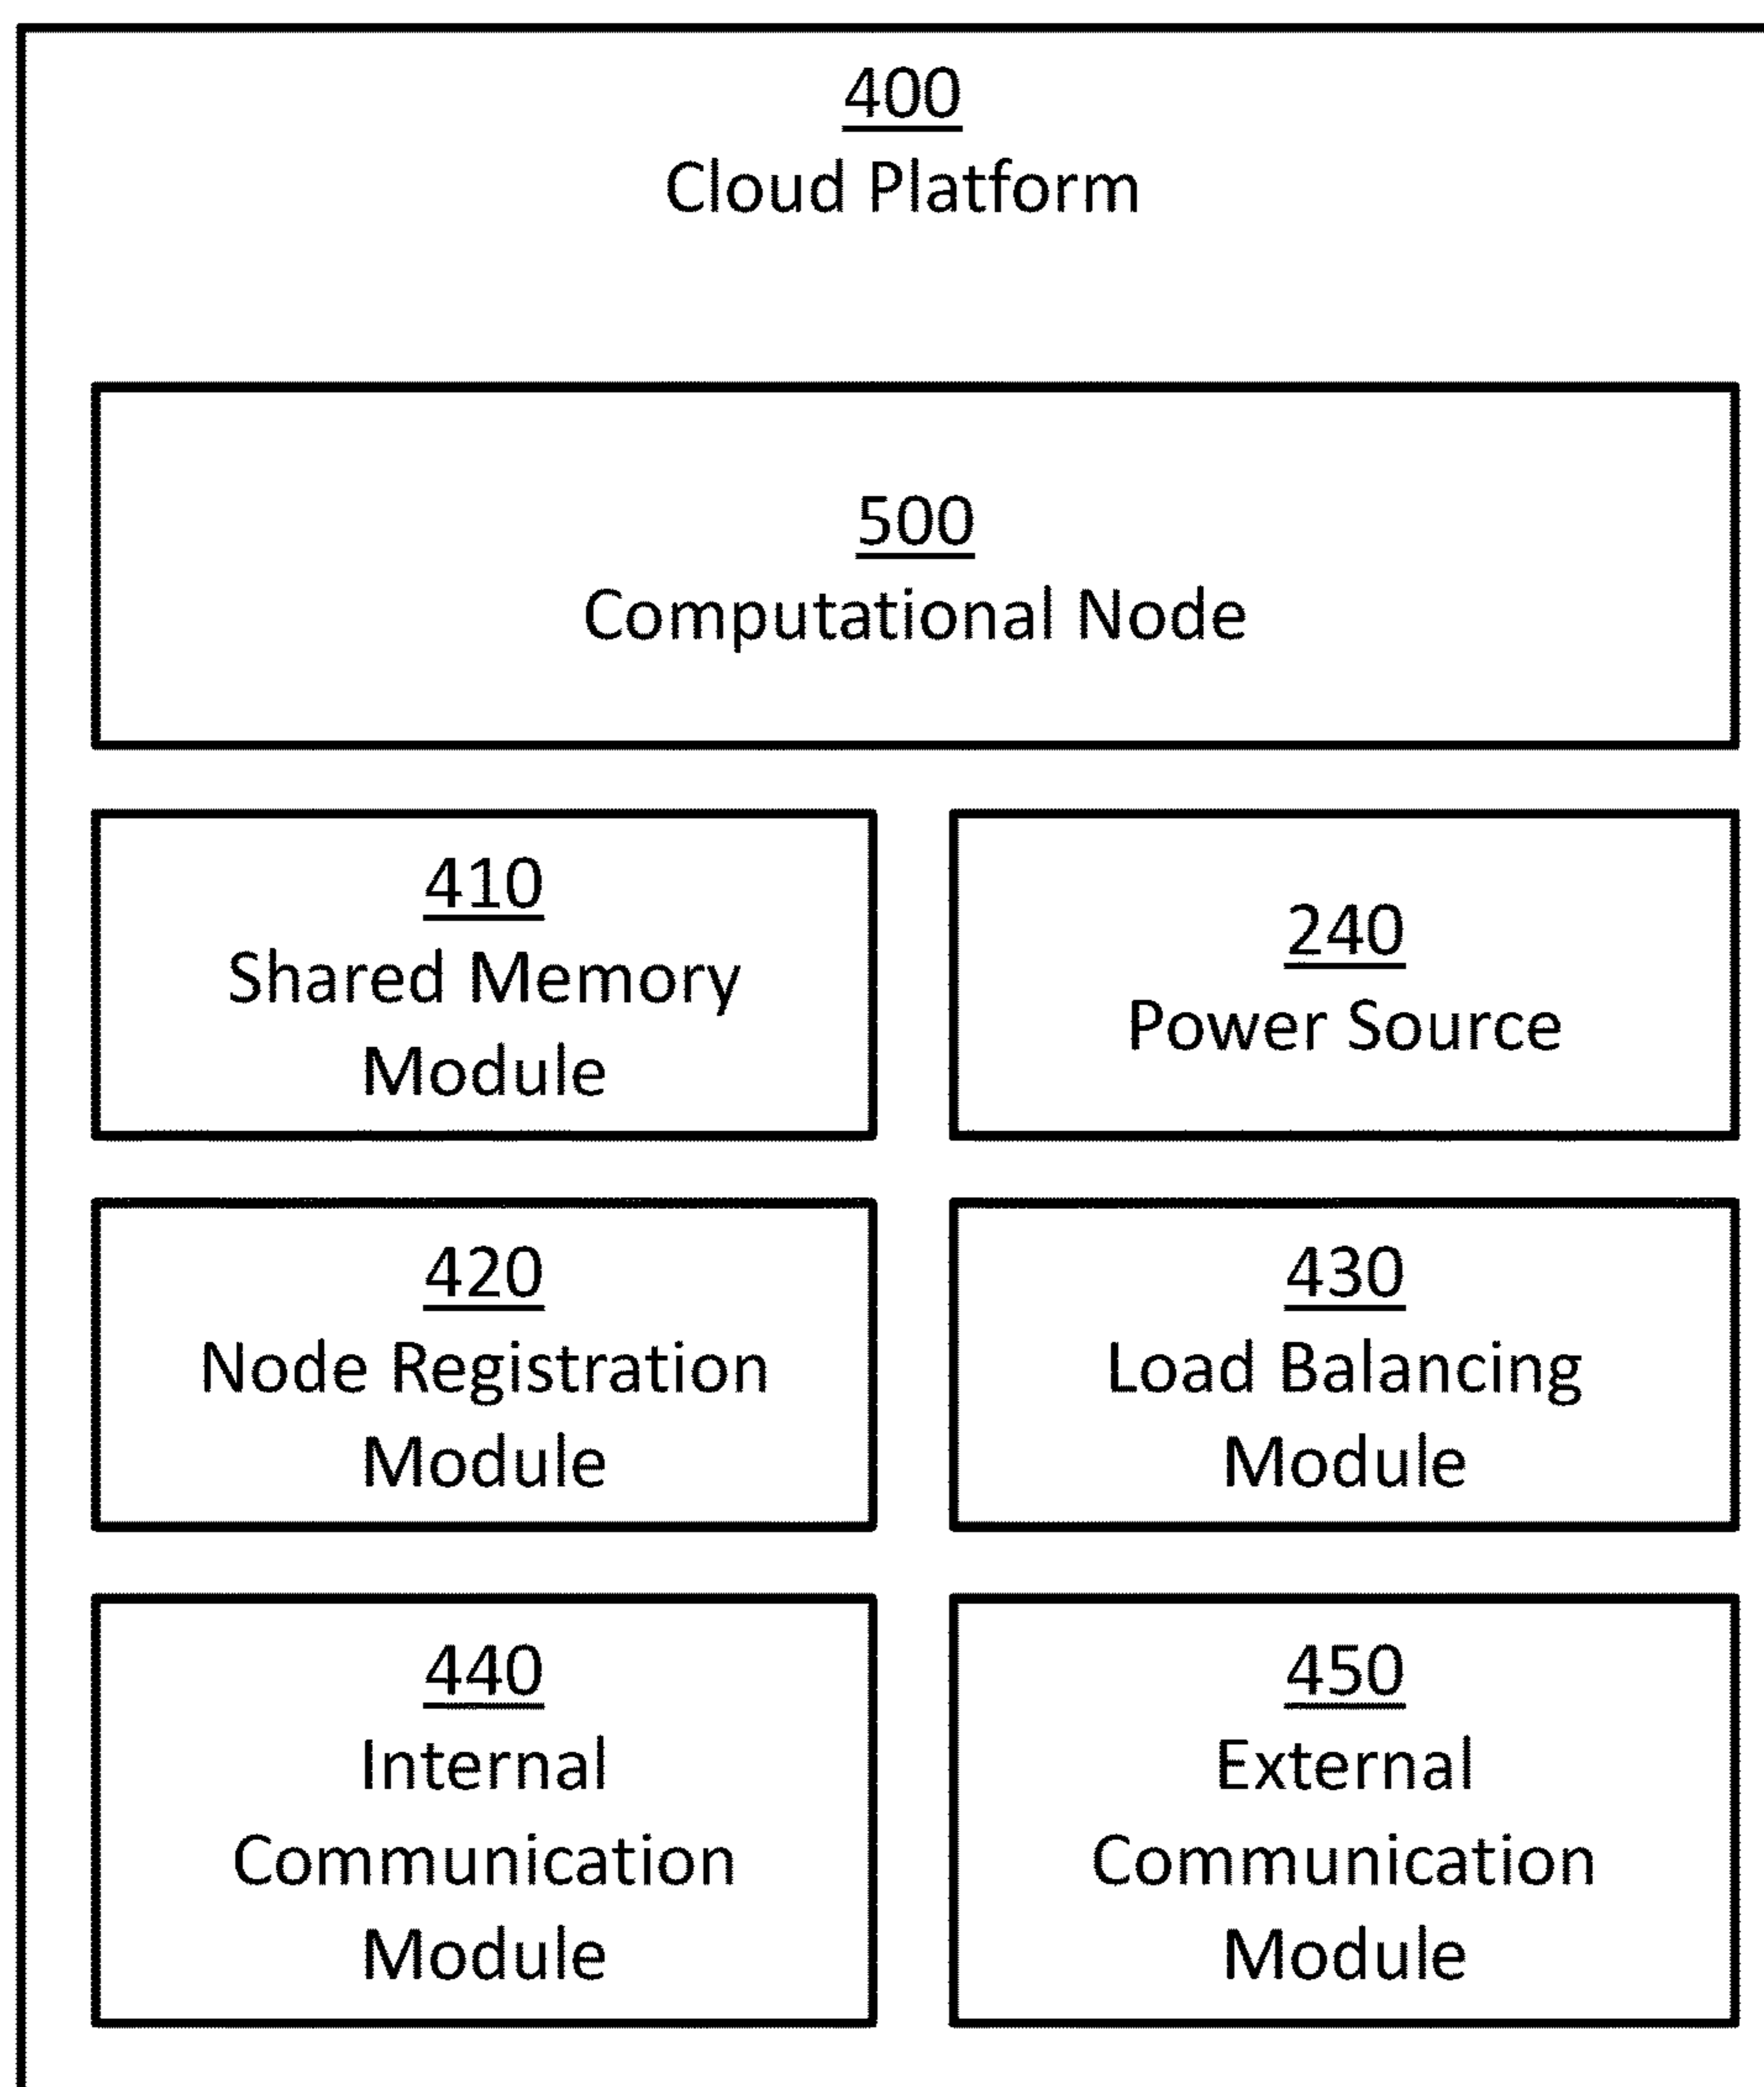 400
Cloud Platform
500
Computational Node
410
Shared Memory
Module
240
Power Source
420
Node Registration
Module
430
Load Balancing
Module
440
Internal
Communication
Module
450
External
Communication
Module